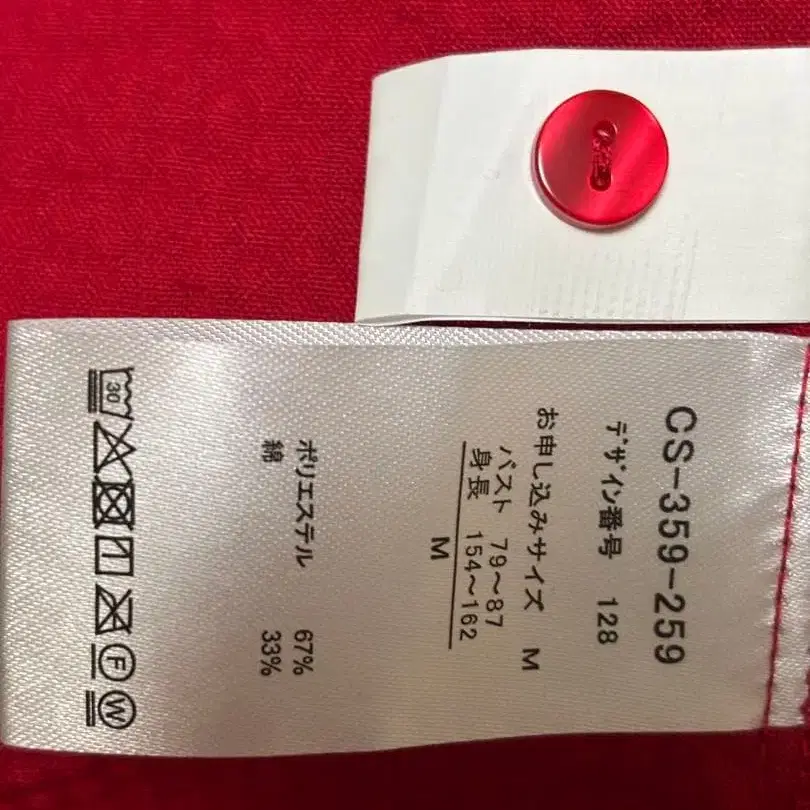 CS-359-259
デザイン番号 128
お申し込みサイズ M
バスト 79～87
身長 154～162
M
ポリエステル 67%
綿 33%
30
F
W